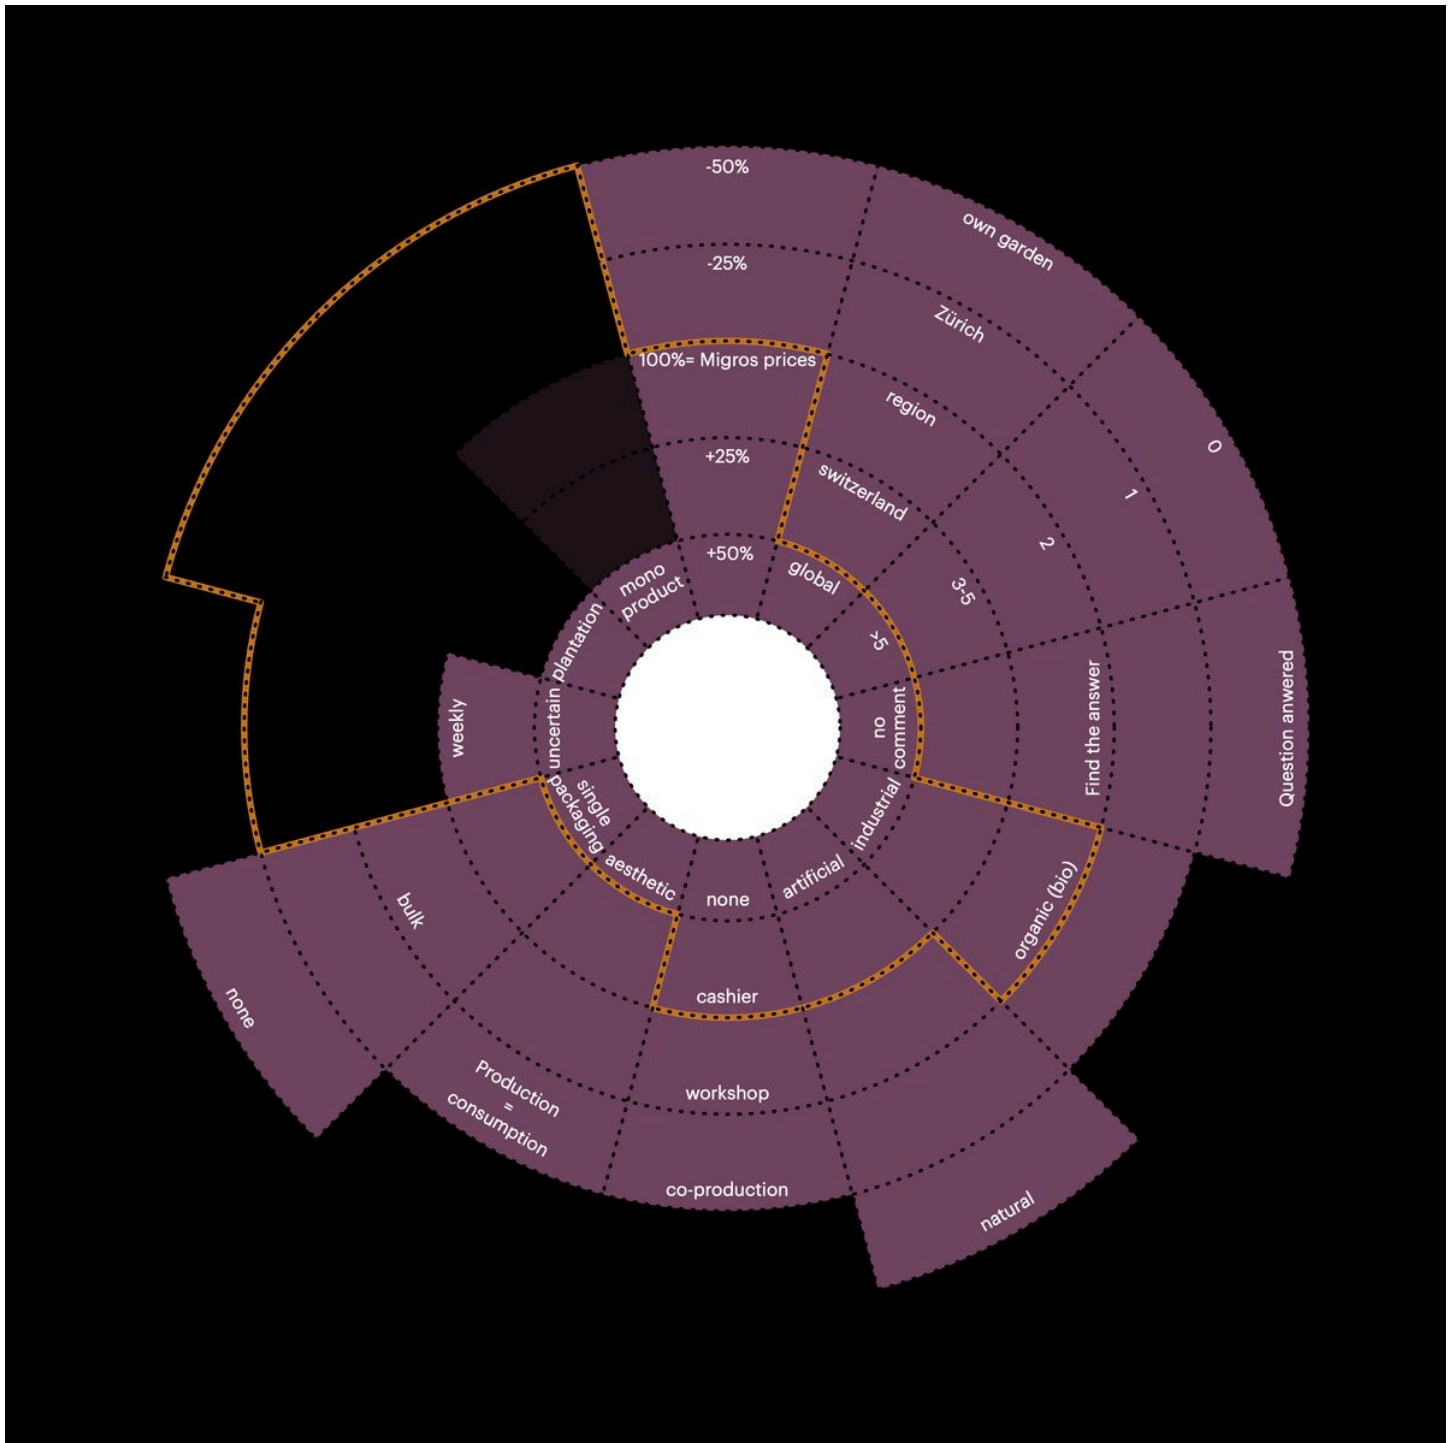 -50%
-25%
100%= Migros prices
+25%
+50%
own garden
Zürich
region
switzerland
global
0
1
2
3-5
>5
Question anwered
Find the answer
no
comment
organic (bio)
industrial
natural
artificial
co-production
workshop
cashier
none
Production
=
consumption
aesthetic
none
bulk
single
packaging
weekly
uncertain
plantation
mono
product